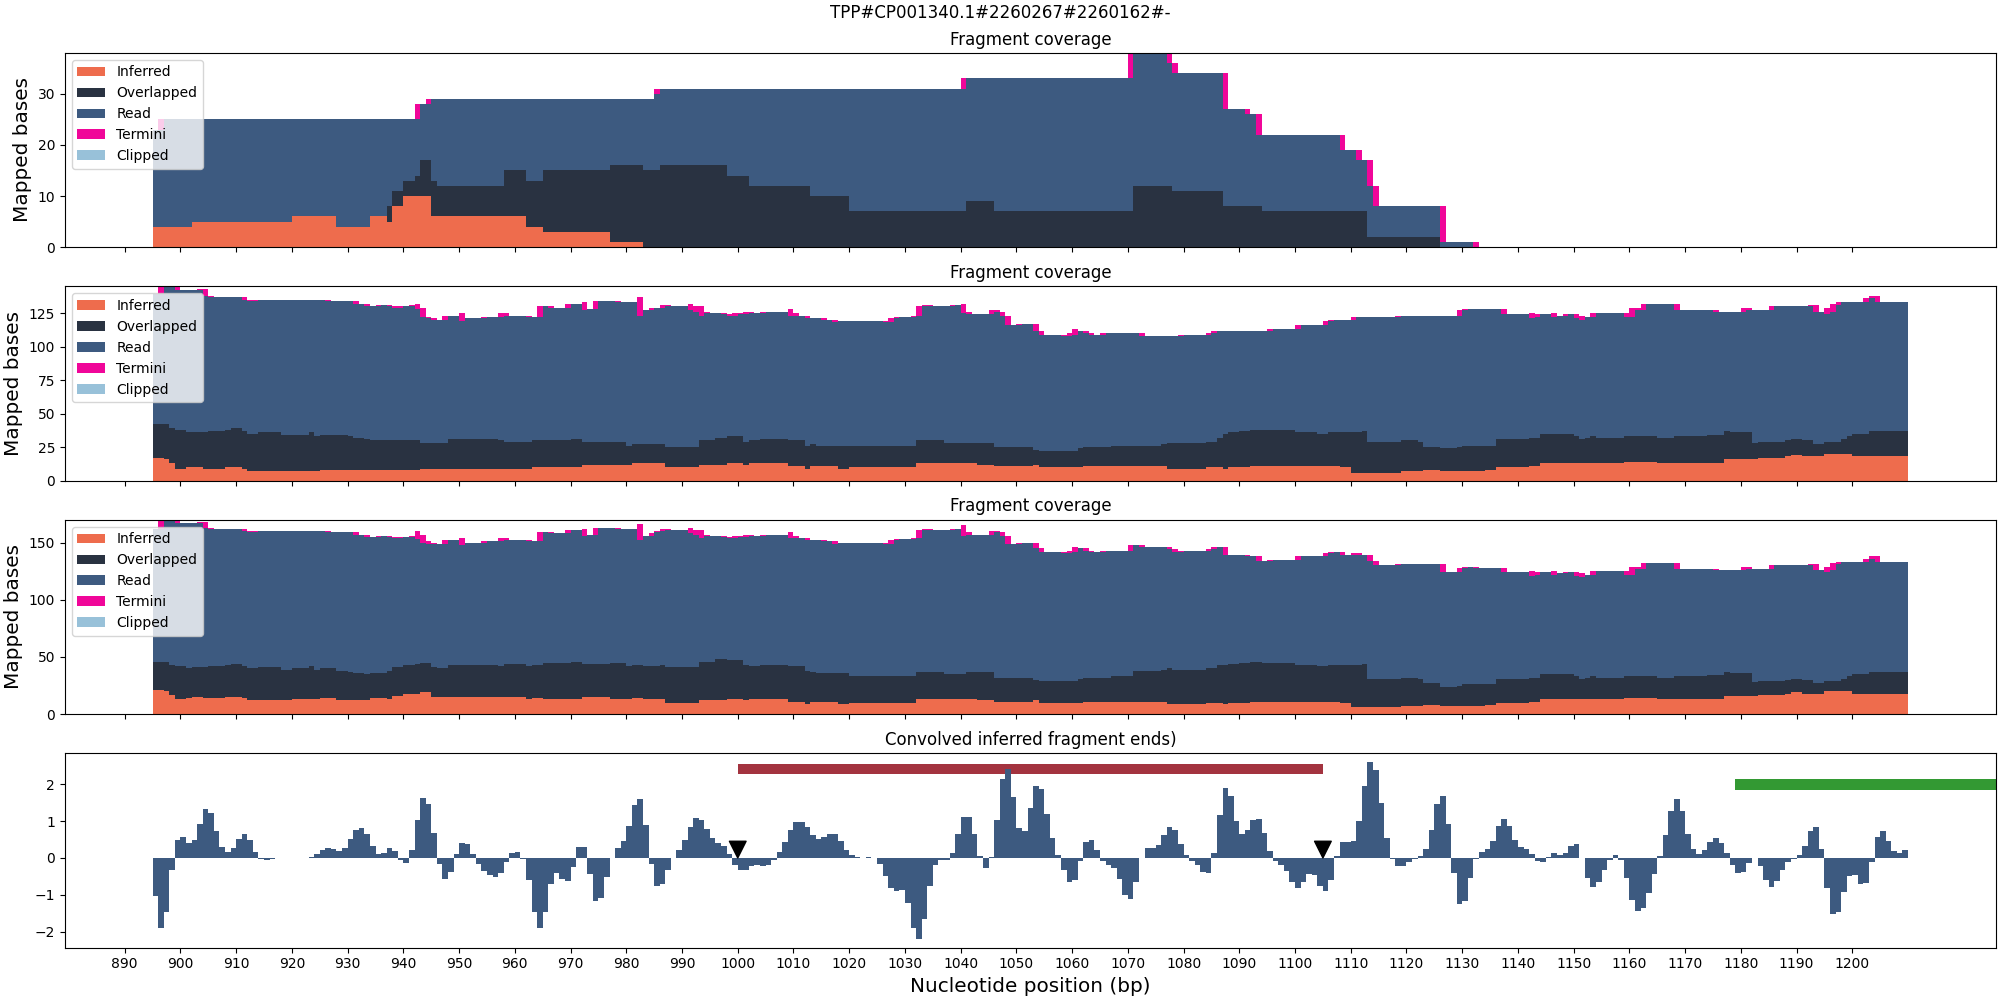 TPP#CP001340.1#2260267#2260162#-
Fragment coverage
Mapped bases
30
20
10
0
Inferred
Overlapped
Read
Termini
Clipped
Fragment coverage
Mapped bases
125
100
75
50
25
0
Inferred
Overlapped
Read
Termini
Clipped
Fragment coverage
Mapped bases
150
100
50
0
Inferred
Overlapped
Read
Termini
Clipped
Convolved inferred fragment ends)
2
1
0
−1
−2
890 900 910 920 930 940 950 960 970 980 990 1000 1010 1020 1030 1040 1050 1060 1070 1080 1090 1100 1110 1120 1130 1140 1150 1160 1170 1180 1190 1200
Nucleotide position (bp)